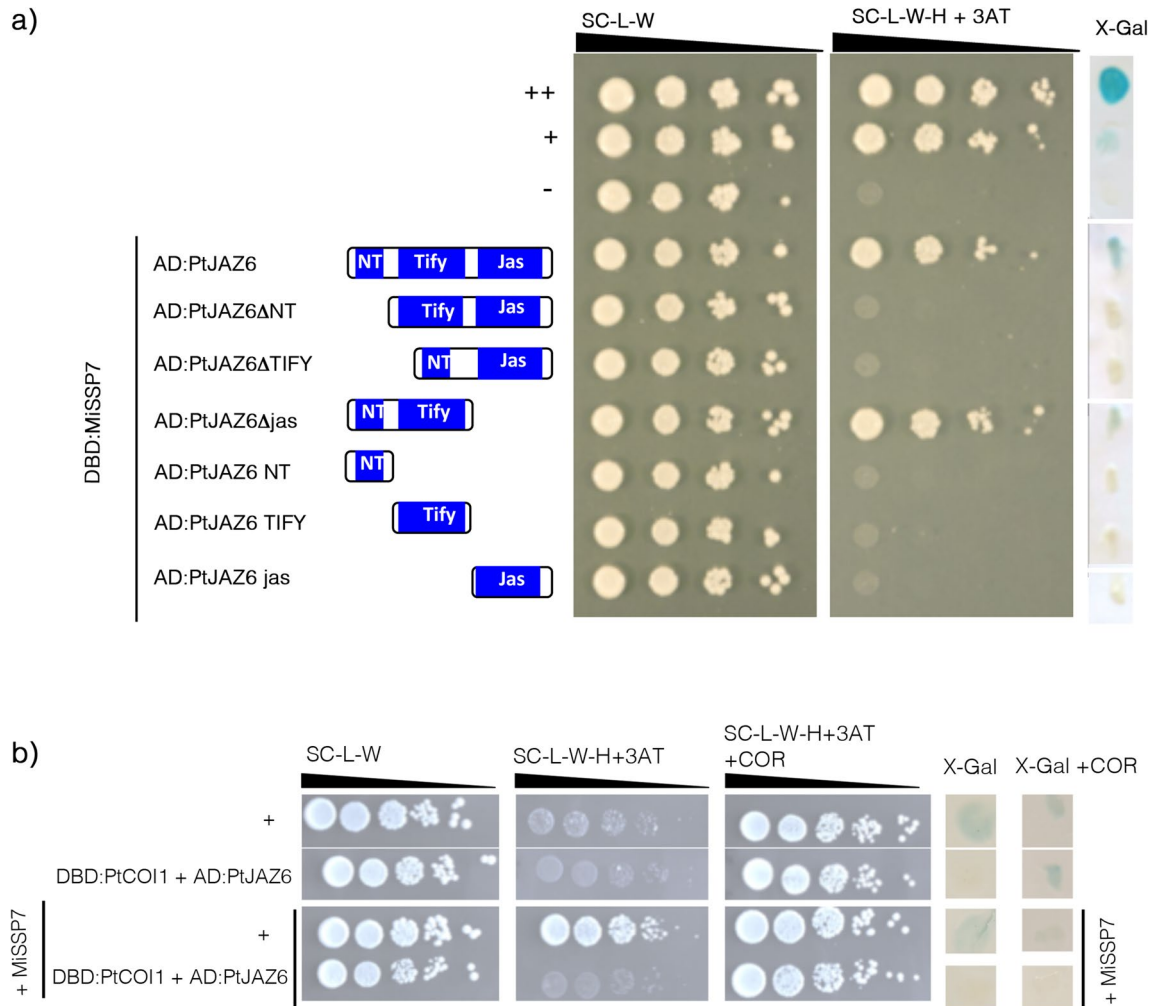 a)
SC-L-W
SC-L-W-H + 3AT
X-Gal
++
+
-
DBD:MiSSP7
AD:PtJAZ6
NT Tify Jas
AD:PtJAZ6ΔNT
Tify Jas
AD:PtJAZ6ΔTIFY
NT Jas
AD:PtJAZ6Δjas
NT Tify
AD:PtJAZ6 NT
NT
AD:PtJAZ6 TIFY
Tify
AD:PtJAZ6 jas
Jas
b)
SC-L-W
SC-L-W-H+3AT
SC-L-W-H+3AT
+COR
X-Gal
X-Gal +COR
+
DBD:PtCOI1 + AD:PtJAZ6
+ MiSSP7
+
DBD:PtCOI1 + AD:PtJAZ6
+ MiSSP7